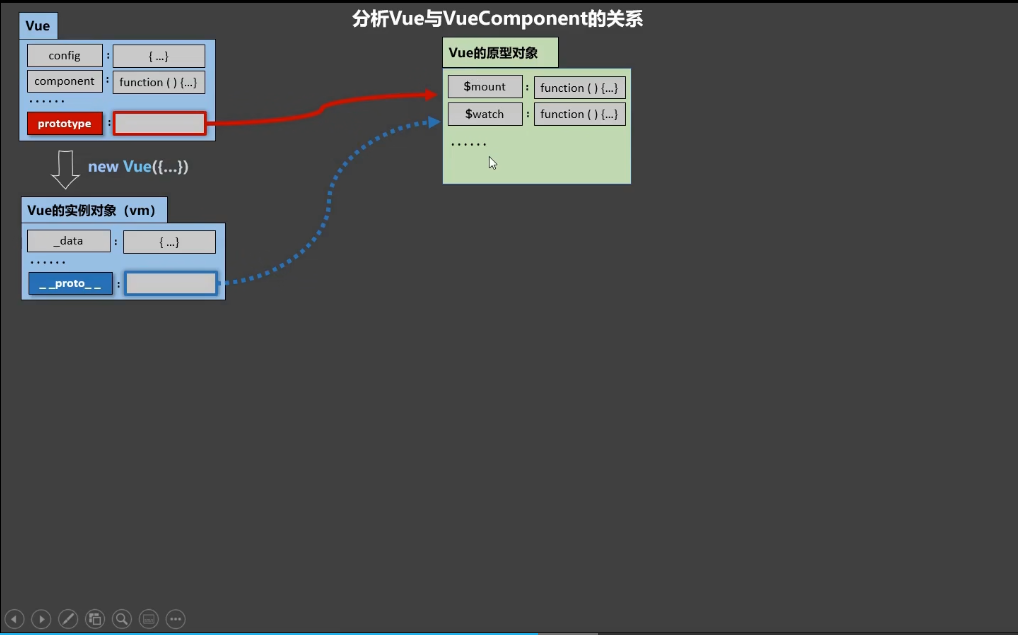 分析Vue与VueComponent的关系
Vue
config : { ...}
component : function ( ) {...}
······
prototype :
new Vue({...})
Vue的实例对象（vm）
_data : { ...}
······
_ _proto_ _ :
Vue的原型对象
$mount : function ( ) {...}
$watch : function ( ) {...}
······